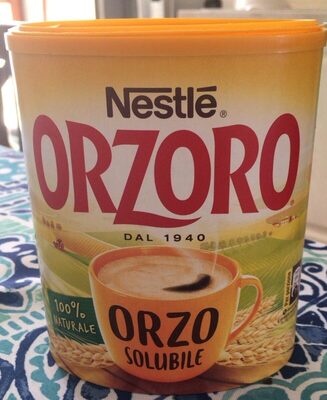 Nestlé®
ORZORO
DAL 1940
100%
NATURALE
ORZO
SOLUBILE